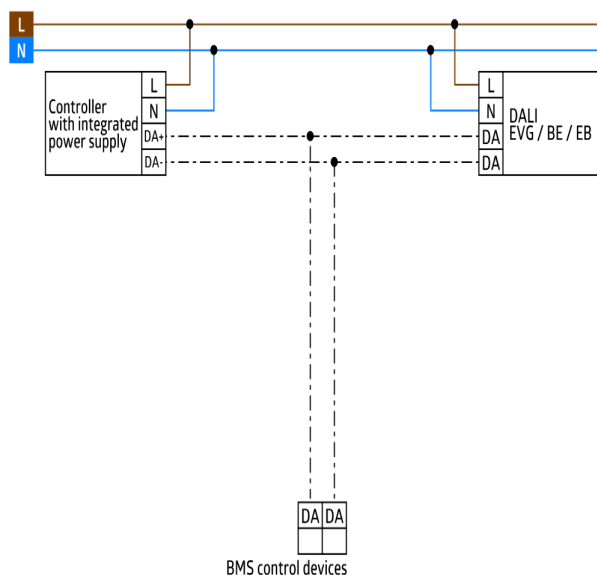 L
N
Controller
with integrated
power supply
L
N
DA+
DA-
L
N
DA
DA
DALI
EVG / BE / EB
DA DA
BMS control devices